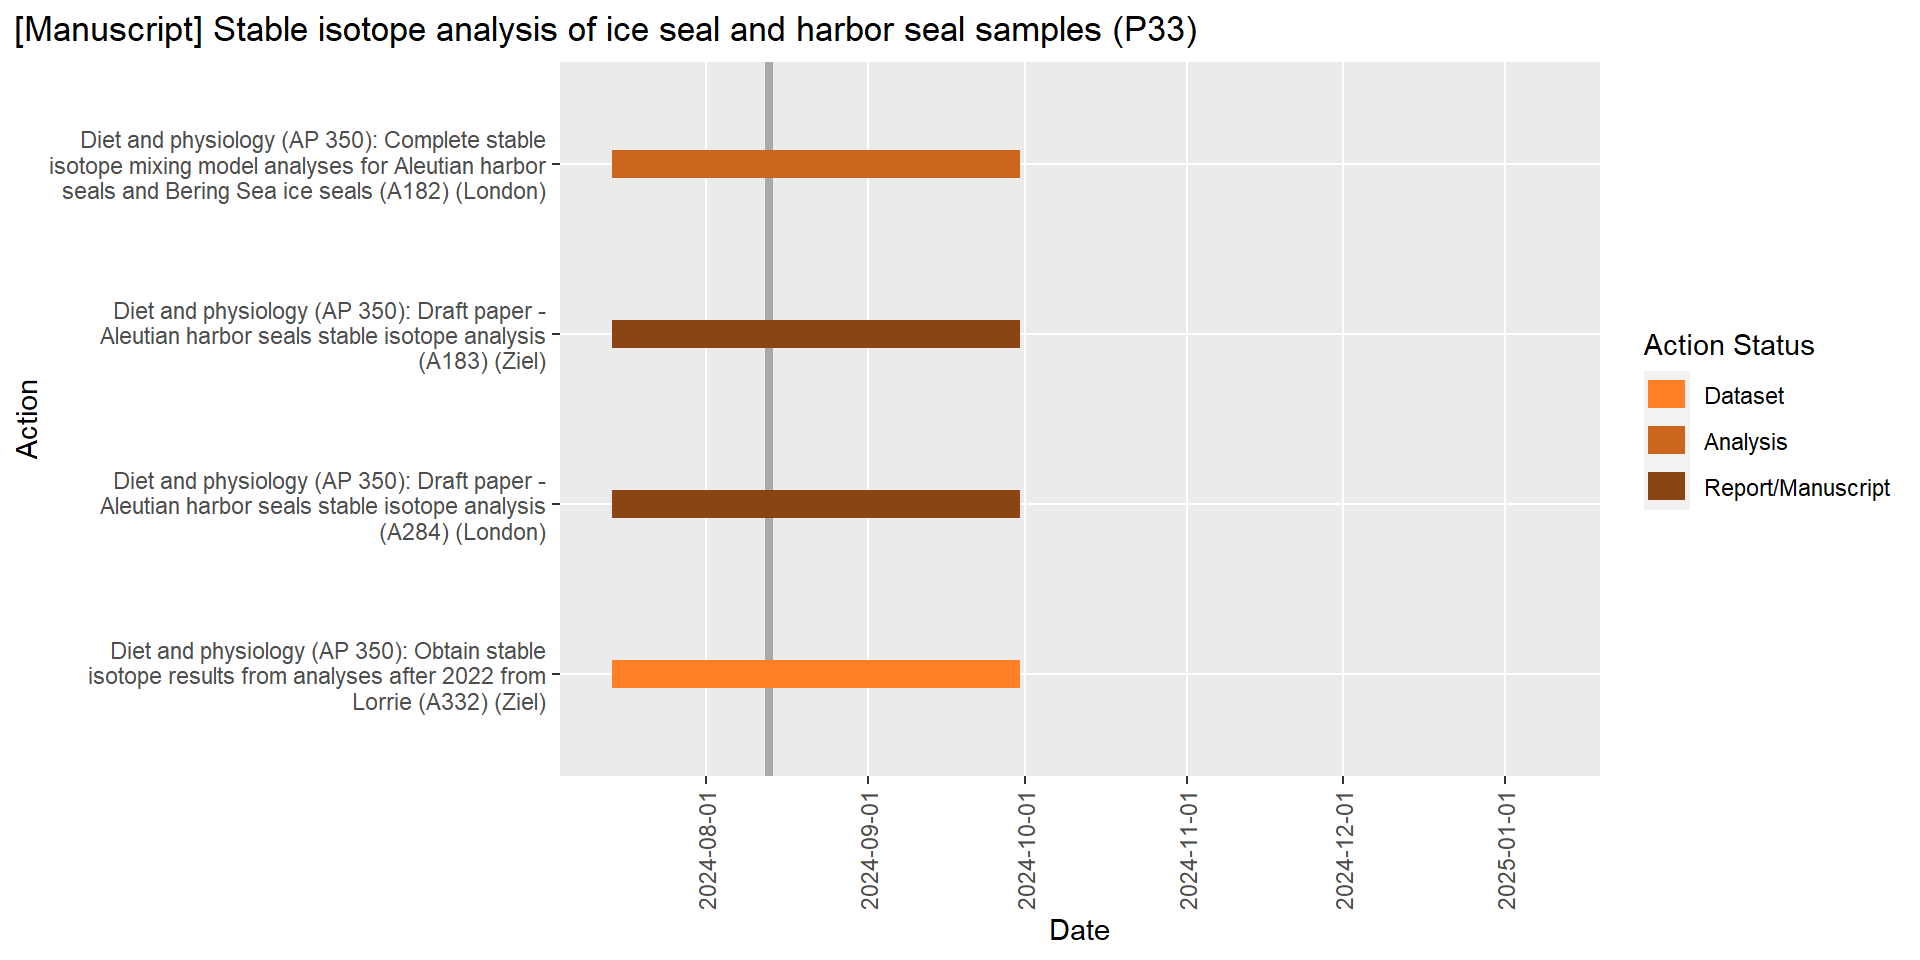 [Manuscript] Stable isotope analysis of ice seal and harbor seal samples (P33)
Diet and physiology (AP 350): Complete stable
isotope mixing model analyses for Aleutian harbor
seals and Bering Sea ice seals (A182) (London)
Diet and physiology (AP 350): Draft paper -
Aleutian harbor seals stable isotope analysis
(A183) (Ziel)
Diet and physiology (AP 350): Draft paper -
Aleutian harbor seals stable isotope analysis
(A284) (London)
Diet and physiology (AP 350): Obtain stable
isotope results from analyses after 2022 from
Lorrie (A332) (Ziel)
Action
2024-08-01
2024-09-01
2024-10-01
2024-11-01
2024-12-01
2025-01-01
Date
Action Status
Dataset
Analysis
Report/Manuscript